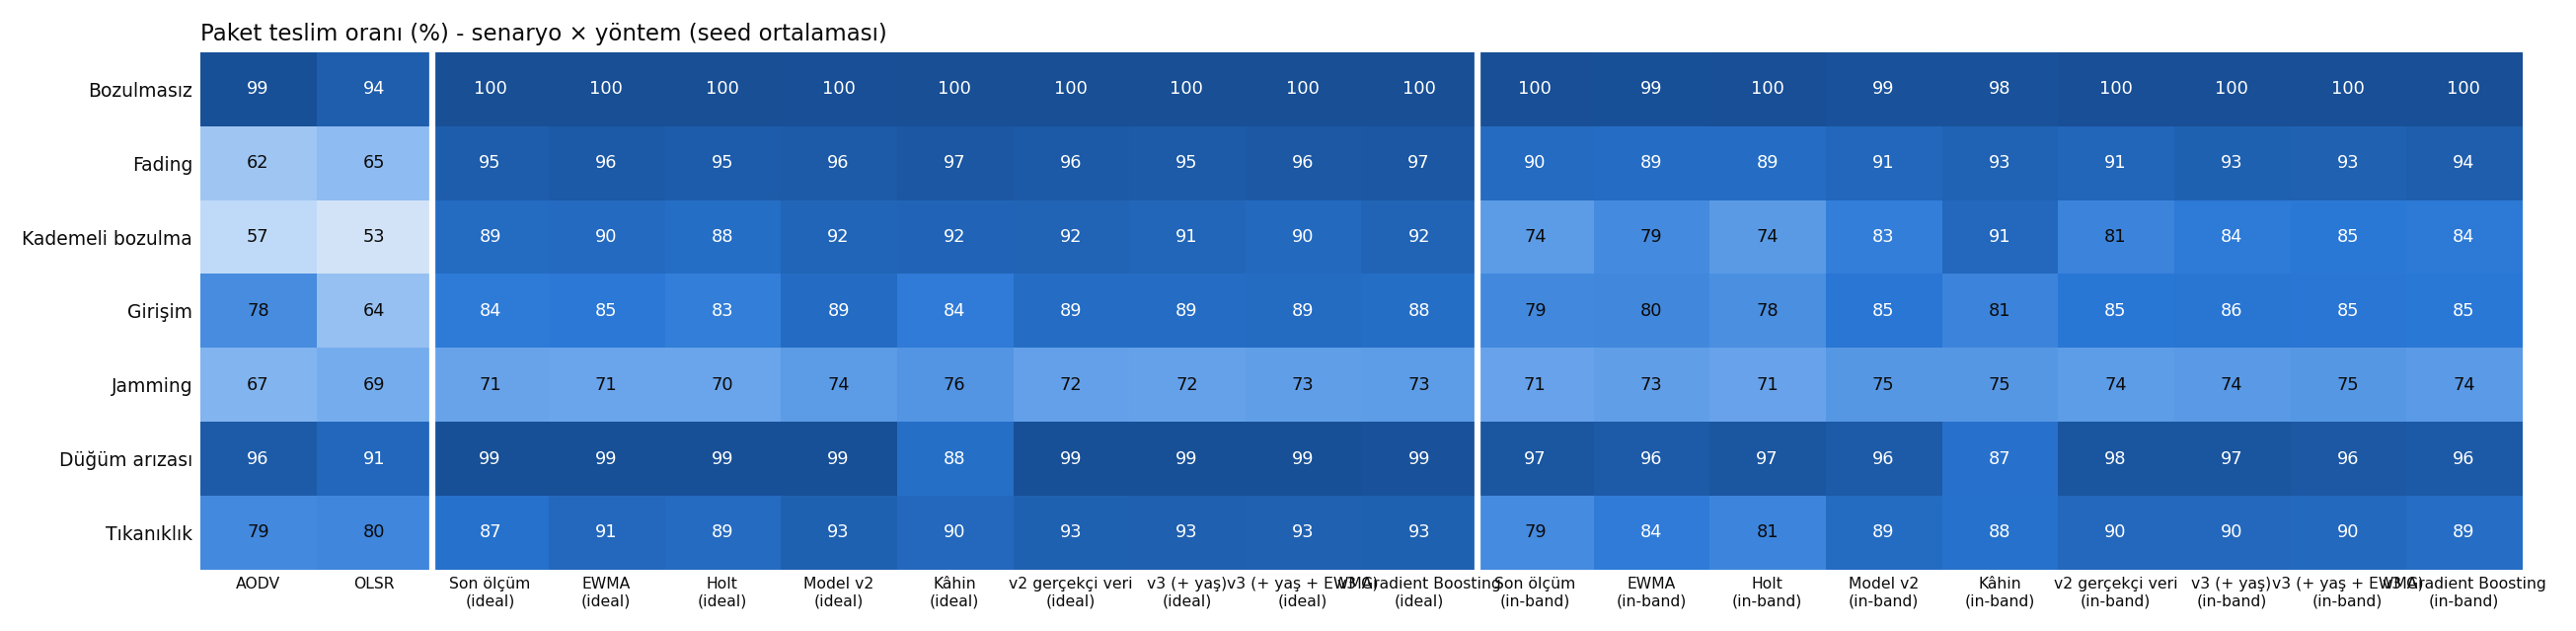 Paket teslim oranı (%) - senaryo × yöntem (seed ortalaması)
Bozulmasız 99 94 100 100 100 100 100 100 100 100 100 100 99 100 99 98 100 100 100 100
Fading 62 65 95 96 95 96 97 96 95 96 97 90 89 89 91 93 91 93 93 94
Kademeli bozulma 57 53 89 90 88 92 92 92 91 90 92 74 79 74 83 91 81 84 85 84
Girişim 78 64 84 85 83 89 84 89 89 89 88 79 80 78 85 81 85 86 85 85
Jamming 67 69 71 71 70 74 76 72 72 73 73 71 73 71 75 75 74 74 75 74
Düğüm arızası 96 91 99 99 99 99 88 99 99 99 99 97 96 97 96 87 98 97 96 96
Tıkanıklık 79 80 87 91 89 93 90 93 93 93 93 79 84 81 89 88 90 90 90 89
AODV OLSR Son ölçüm EWMA Holt Model v2 Kâhin v2 gerçekçi veri v3 (+ yaş) v3 (+ yaş + EWMA) v3 Gradient Boosting Son ölçüm EWMA Holt Model v2 Kâhin v2 gerçekçi veri v3 (+ yaş) v3 (+ yaş + EWMA) v3 Gradient Boosting
(ideal) (ideal) (ideal) (ideal) (ideal) (ideal) (ideal) (ideal) (ideal) (in-band) (in-band) (in-band) (in-band) (in-band) (in-band) (in-band) (in-band) (in-band)